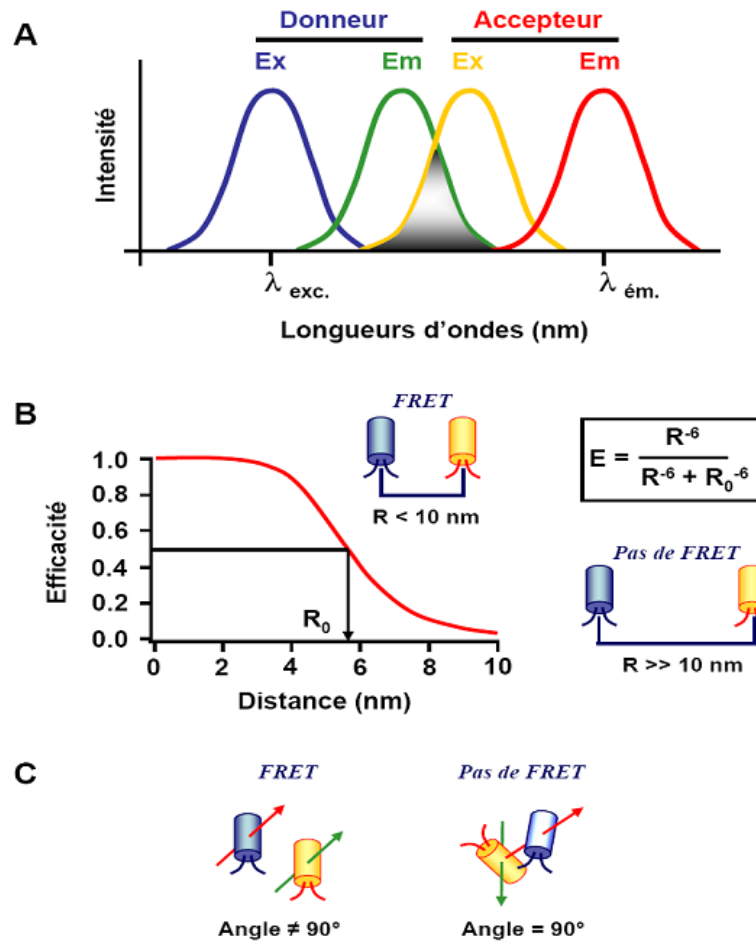 A
Donneur
Accepteur
Ex
Em
Ex
Em
Intensité
λ exc.
λ ém.
Longueurs d'ondes (nm)
B
FRET
R < 10 nm
E = R⁻⁶ / R⁻⁶ + R₀⁻⁶
Pas de FRET
R >> 10 nm
Efficacité
1.0
0.8
0.6
0.4
0.2
0.0
R₀
0
2
4
6
8
10
Distance (nm)
C
FRET
Pas de FRET
Angle ≠ 90°
Angle = 90°